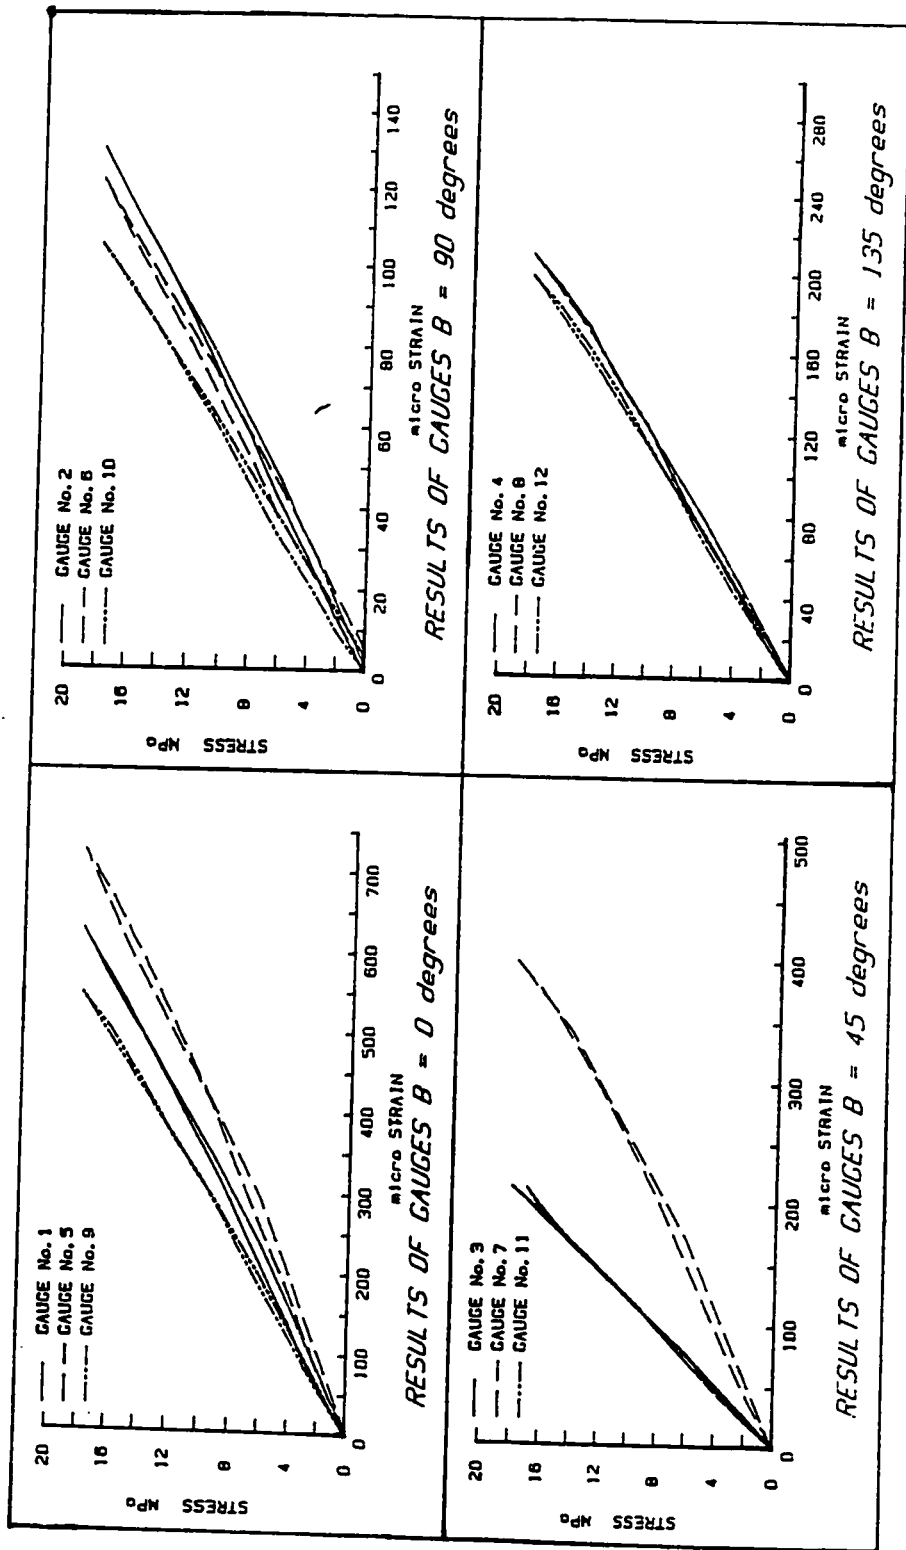 GAUGE No. 1
GAUGE No. 5
GAUGE No. 9
20
16
12
8
4
0
STRESS MPa
0
100
200
300
400
500
600
700
micro STRAIN
RESULTS OF GAUGES B = 0 degrees
GAUGE No. 2
GAUGE No. 6
GAUGE No. 10
20
16
12
8
4
0
STRESS MPa
0
20
40
60
80
100
120
140
micro STRAIN
RESULTS OF GAUGES B = 90 degrees
GAUGE No. 3
GAUGE No. 7
GAUGE No. 11
20
16
12
8
4
0
STRESS MPa
0
100
200
300
400
500
micro STRAIN
RESULTS OF GAUGES B = 45 degrees
GAUGE No. 4
GAUGE No. 8
GAUGE No. 12
20
16
12
8
4
0
STRESS MPa
0
40
80
120
160
200
240
280
micro STRAIN
RESULTS OF GAUGES B = 135 degrees